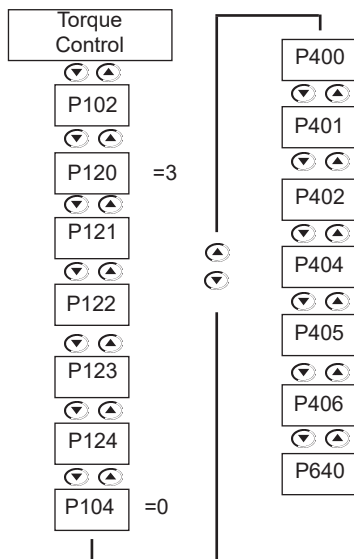 Torque
Control
P102
P120 =3
P121
P122
P123
P124
P104 =0
P400
P401
P402
P404
P405
P406
P640